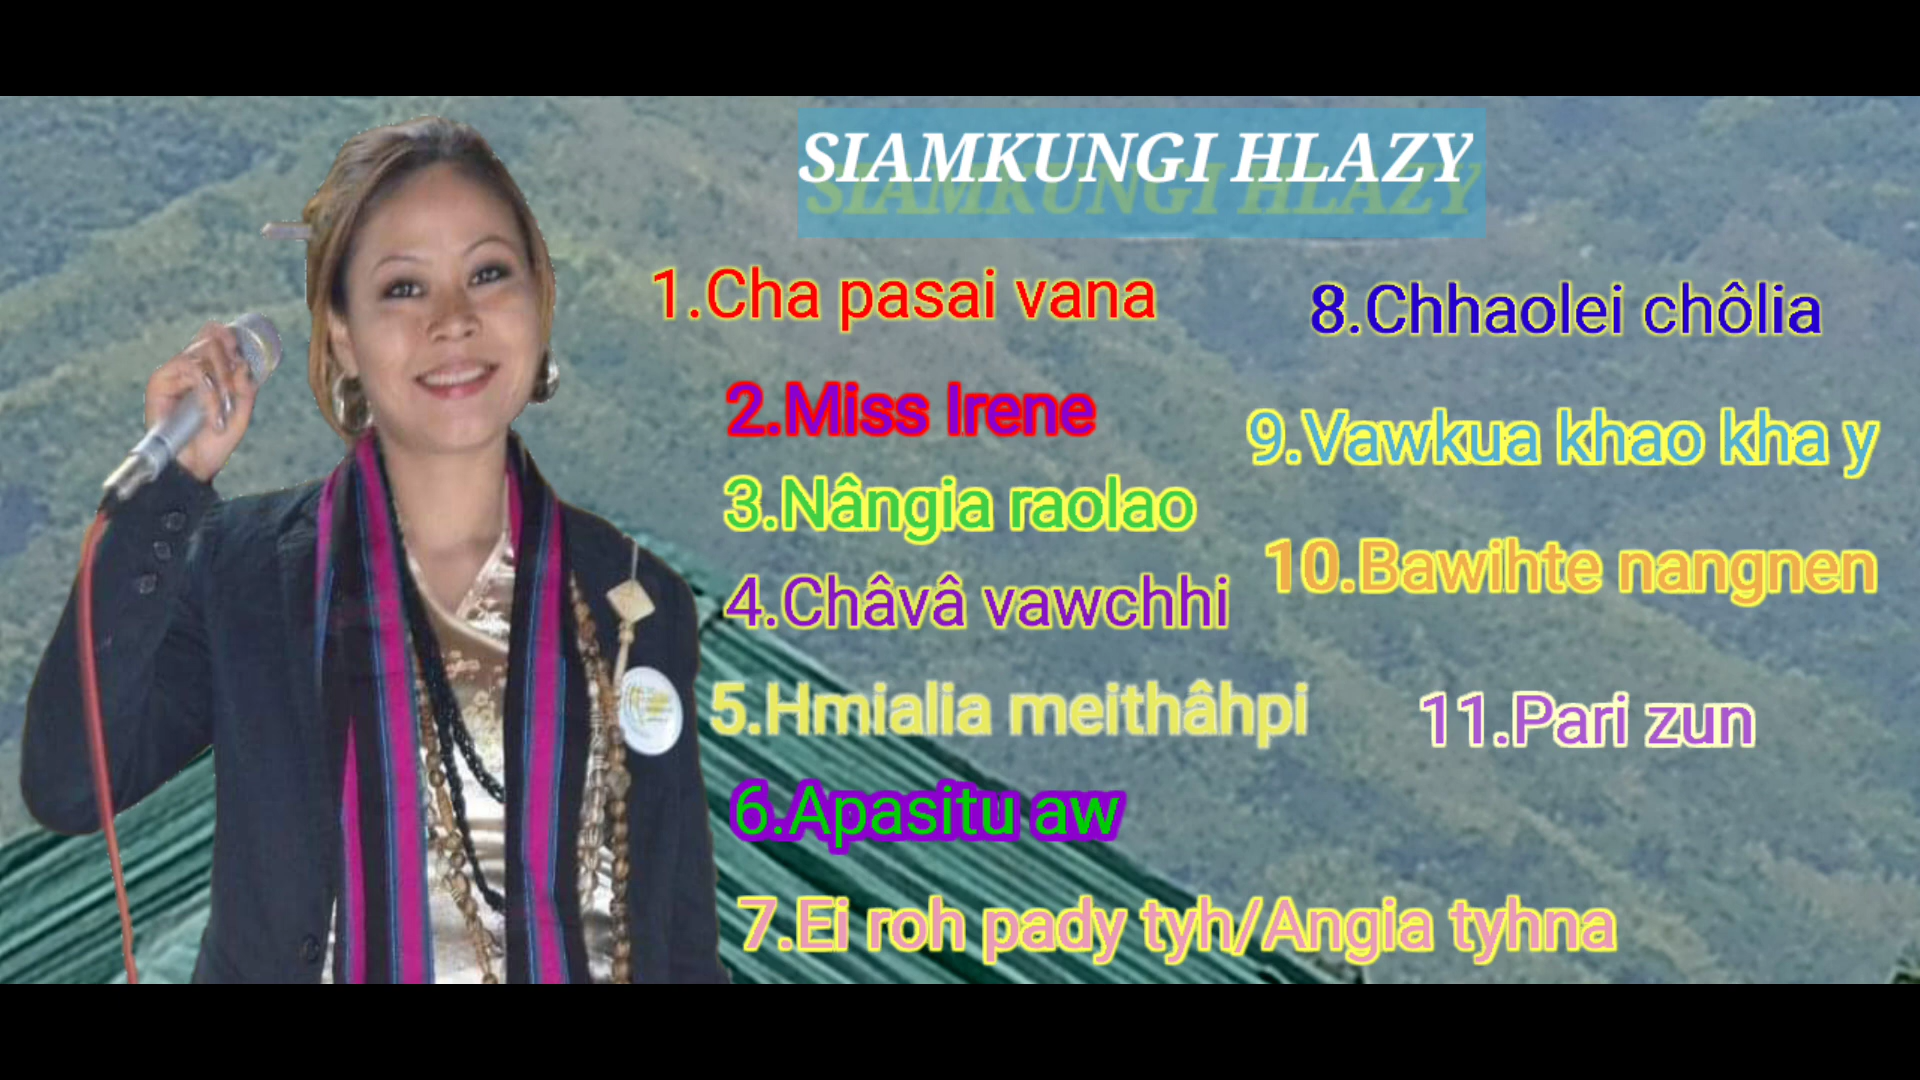 SIAMKUNGI HLAZY
1.Cha pasai vana
2.Miss Irene
3.Nângia raolao
4.Châvâ vawchhi
5.Hmialia meithâhpi
6.Apasitu aw
7.Ei roh pady tyh/Angia tyhna
8.Chhaolei chôlia
9.Vawkua khao kha y
10.Bawihte nangnen
11.Pari zun